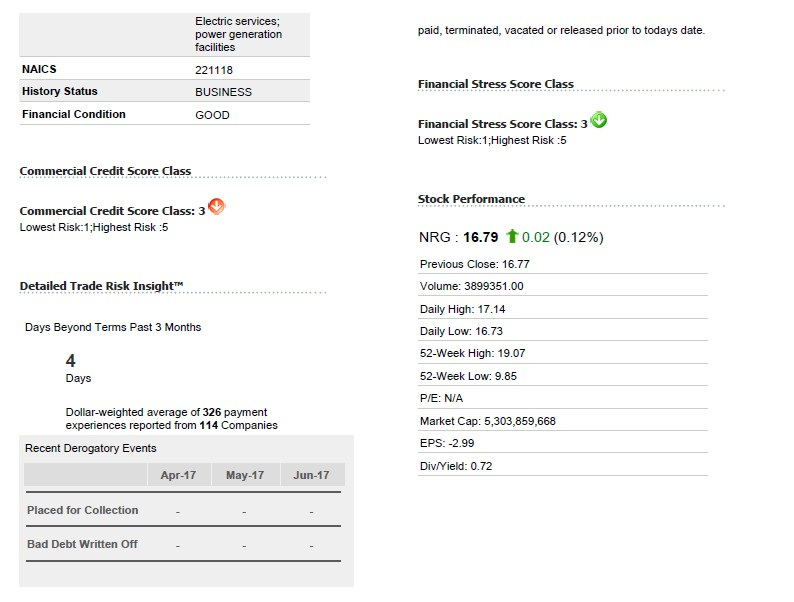 Electric services;
power generation
facilities
NAICS 221118
History Status BUSINESS
Financial Condition GOOD
Commercial Credit Score Class
Commercial Credit Score Class: 3
Lowest Risk:1;Highest Risk :5
Detailed Trade Risk Insight™
Days Beyond Terms Past 3 Months
4
Days
Dollar-weighted average of 326 payment
experiences reported from 114 Companies
Recent Derogatory Events
Apr-17 May-17 Jun-17
Placed for Collection - - -
Bad Debt Written Off - - -
paid, terminated, vacated or released prior to todays date.
Financial Stress Score Class
Financial Stress Score Class: 3
Lowest Risk:1;Highest Risk :5
Stock Performance
NRG : 16.79 0.02 (0.12%)
Previous Close: 16.77
Volume: 3899351.00
Daily High: 17.14
Daily Low: 16.73
52-Week High: 19.07
52-Week Low: 9.85
P/E: N/A
Market Cap: 5,303,859,668
EPS: -2.99
Div/Yield: 0.72